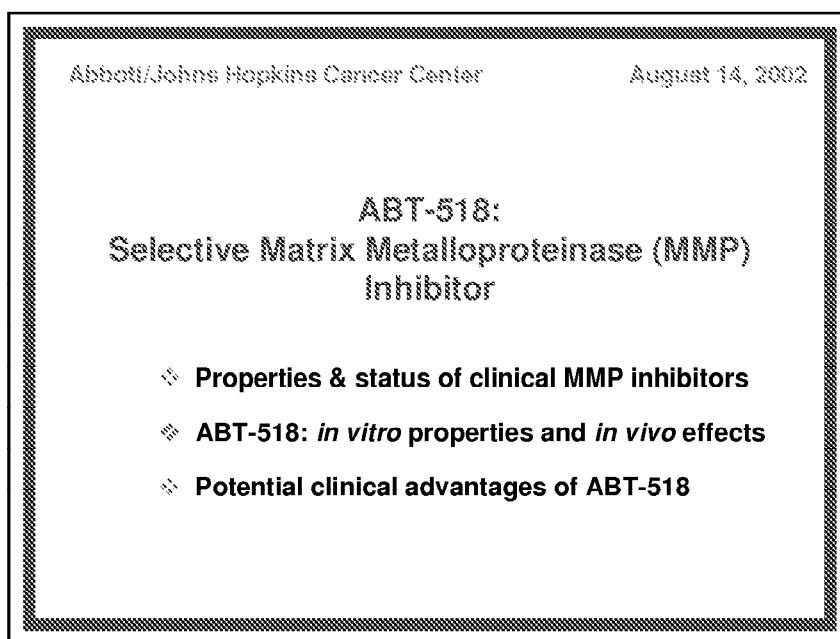 Abbott/Johns Hopkins Cancer Center August 14, 2002
ABT-518:
Selective Matrix Metalloproteinase (MMP)
Inhibitor
Properties & status of clinical MMP inhibitors
ABT-518: in vitro properties and in vivo effects
Potential clinical advantages of ABT-518